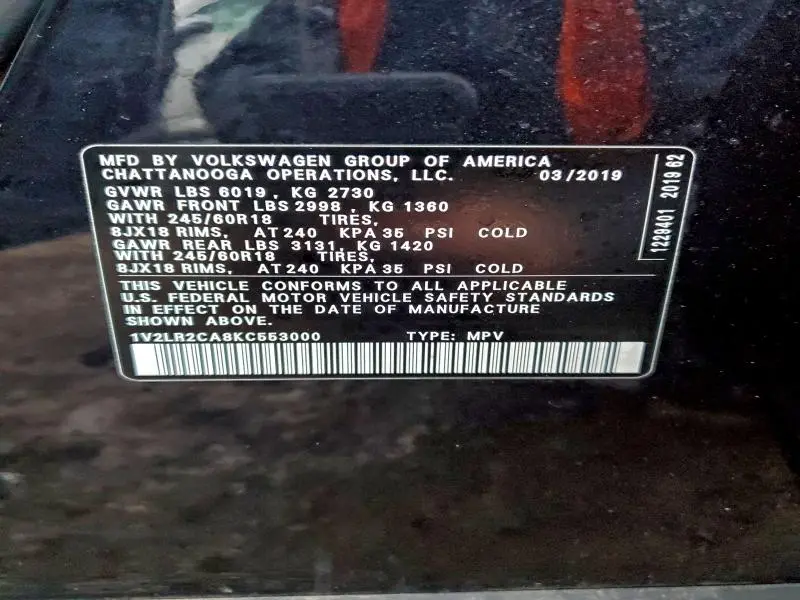 MFD BY VOLKSWAGEN GROUP OF AMERICA
CHATTANOOGA OPERATIONS, LLC. 03/2019
GVWR LBS 6019, KG 2730
GAWR FRONT LBS 2998, KG 1360
WITH 245/60R18 TIRES,
8JX18 RIMS, AT 240 KPA 35 PSI COLD
GAWR REAR LBS 3131, KG 1420
WITH 245/60R18 TIRES,
8JX18 RIMS, AT 240 KPA 35 PSI COLD
THIS VEHICLE CONFORMS TO ALL APPLICABLE
U.S. FEDERAL MOTOR VEHICLE SAFETY STANDARDS
IN EFFECT ON THE DATE OF MANUFACTURE
SHOWN ABOVE.
1V2LR2CA8KC553000 TYPE: MPV
1229401 2019 62